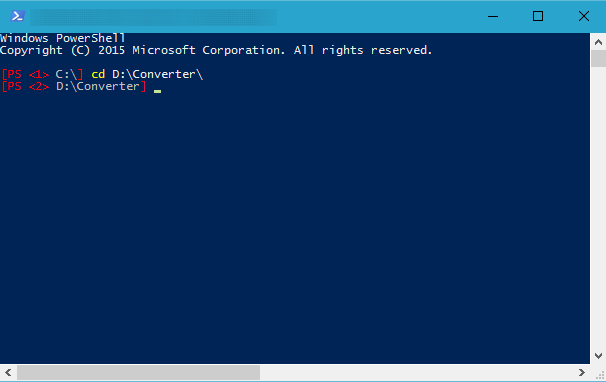 Windows PowerShell
Copyright (C) 2015 Microsoft Corporation. All rights reserved.
[PS <1> C:\] cd D:\Converter\
[PS <2> D:\Converter]